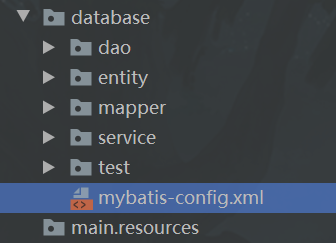 database
dao
entity
mapper
service
test
mybatis-config.xml
main.resources